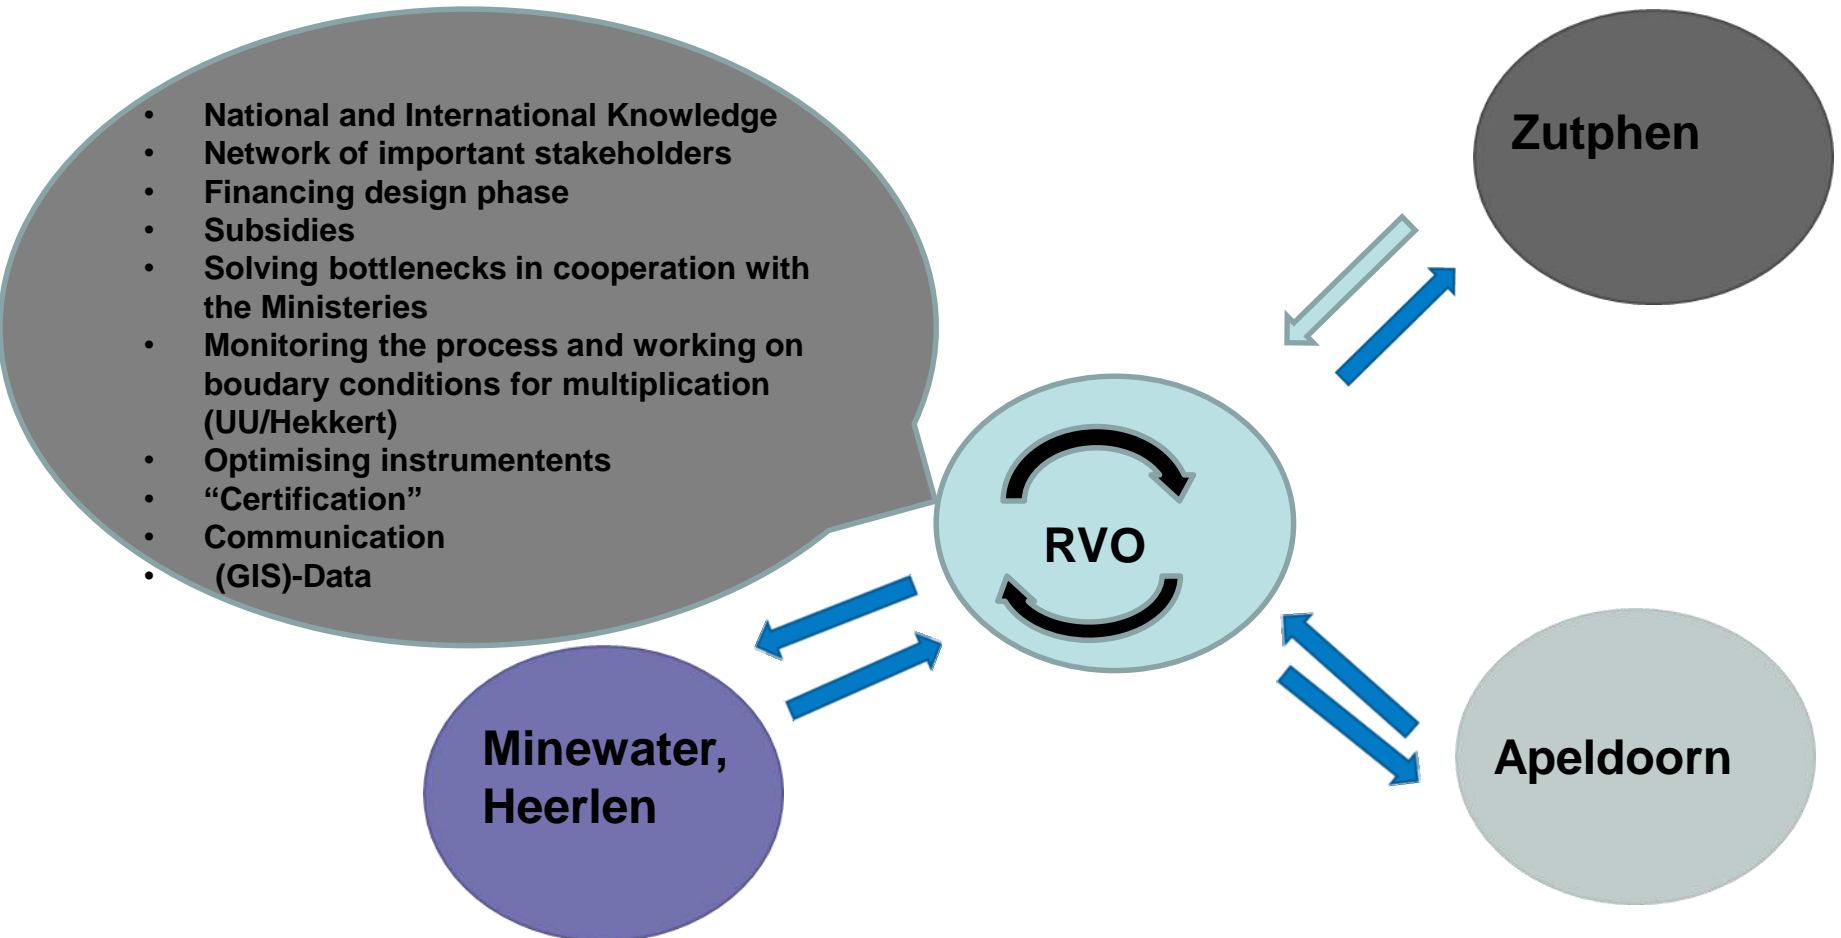 • National and International Knowledge
• Network of important stakeholders
• Financing design phase
• Subsidies
• Solving bottlenecks in cooperation with
the Ministeries
• Monitoring the process and working on
boudary conditions for multiplication
(UU/Hekkert)
• Optimising instrumentents
• “Certification”
• Communication
• (GIS)-Data
Zutphen
RVO
Minewater,
Heerlen
Apeldoorn